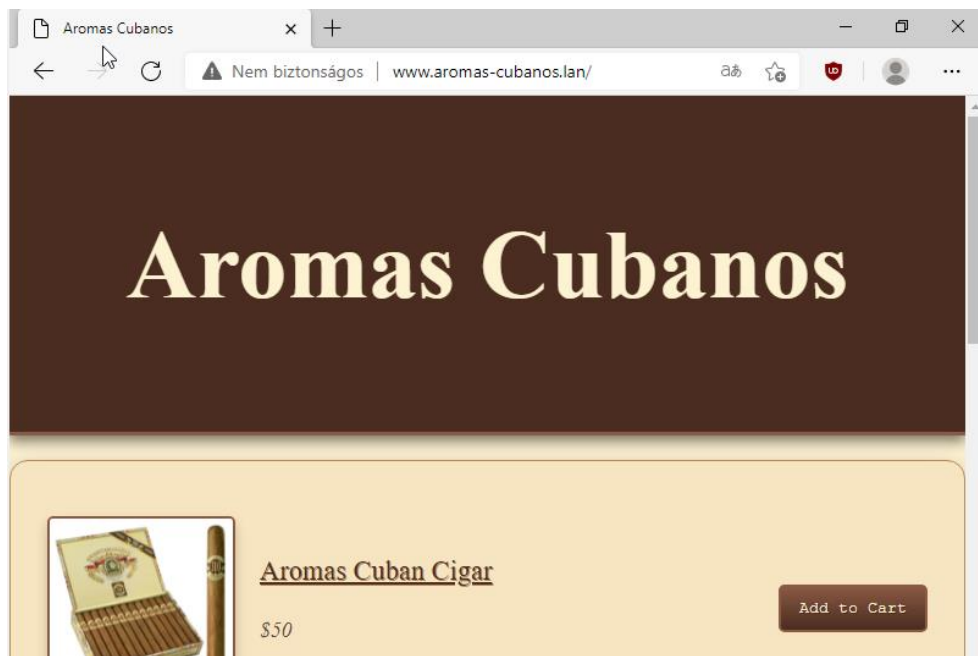 Aromas Cubanos
Nem biztonságos | www.aromas-cubanos.lan/
Aromas Cubanos
Aromas Cuban Cigar
Add to Cart
$50